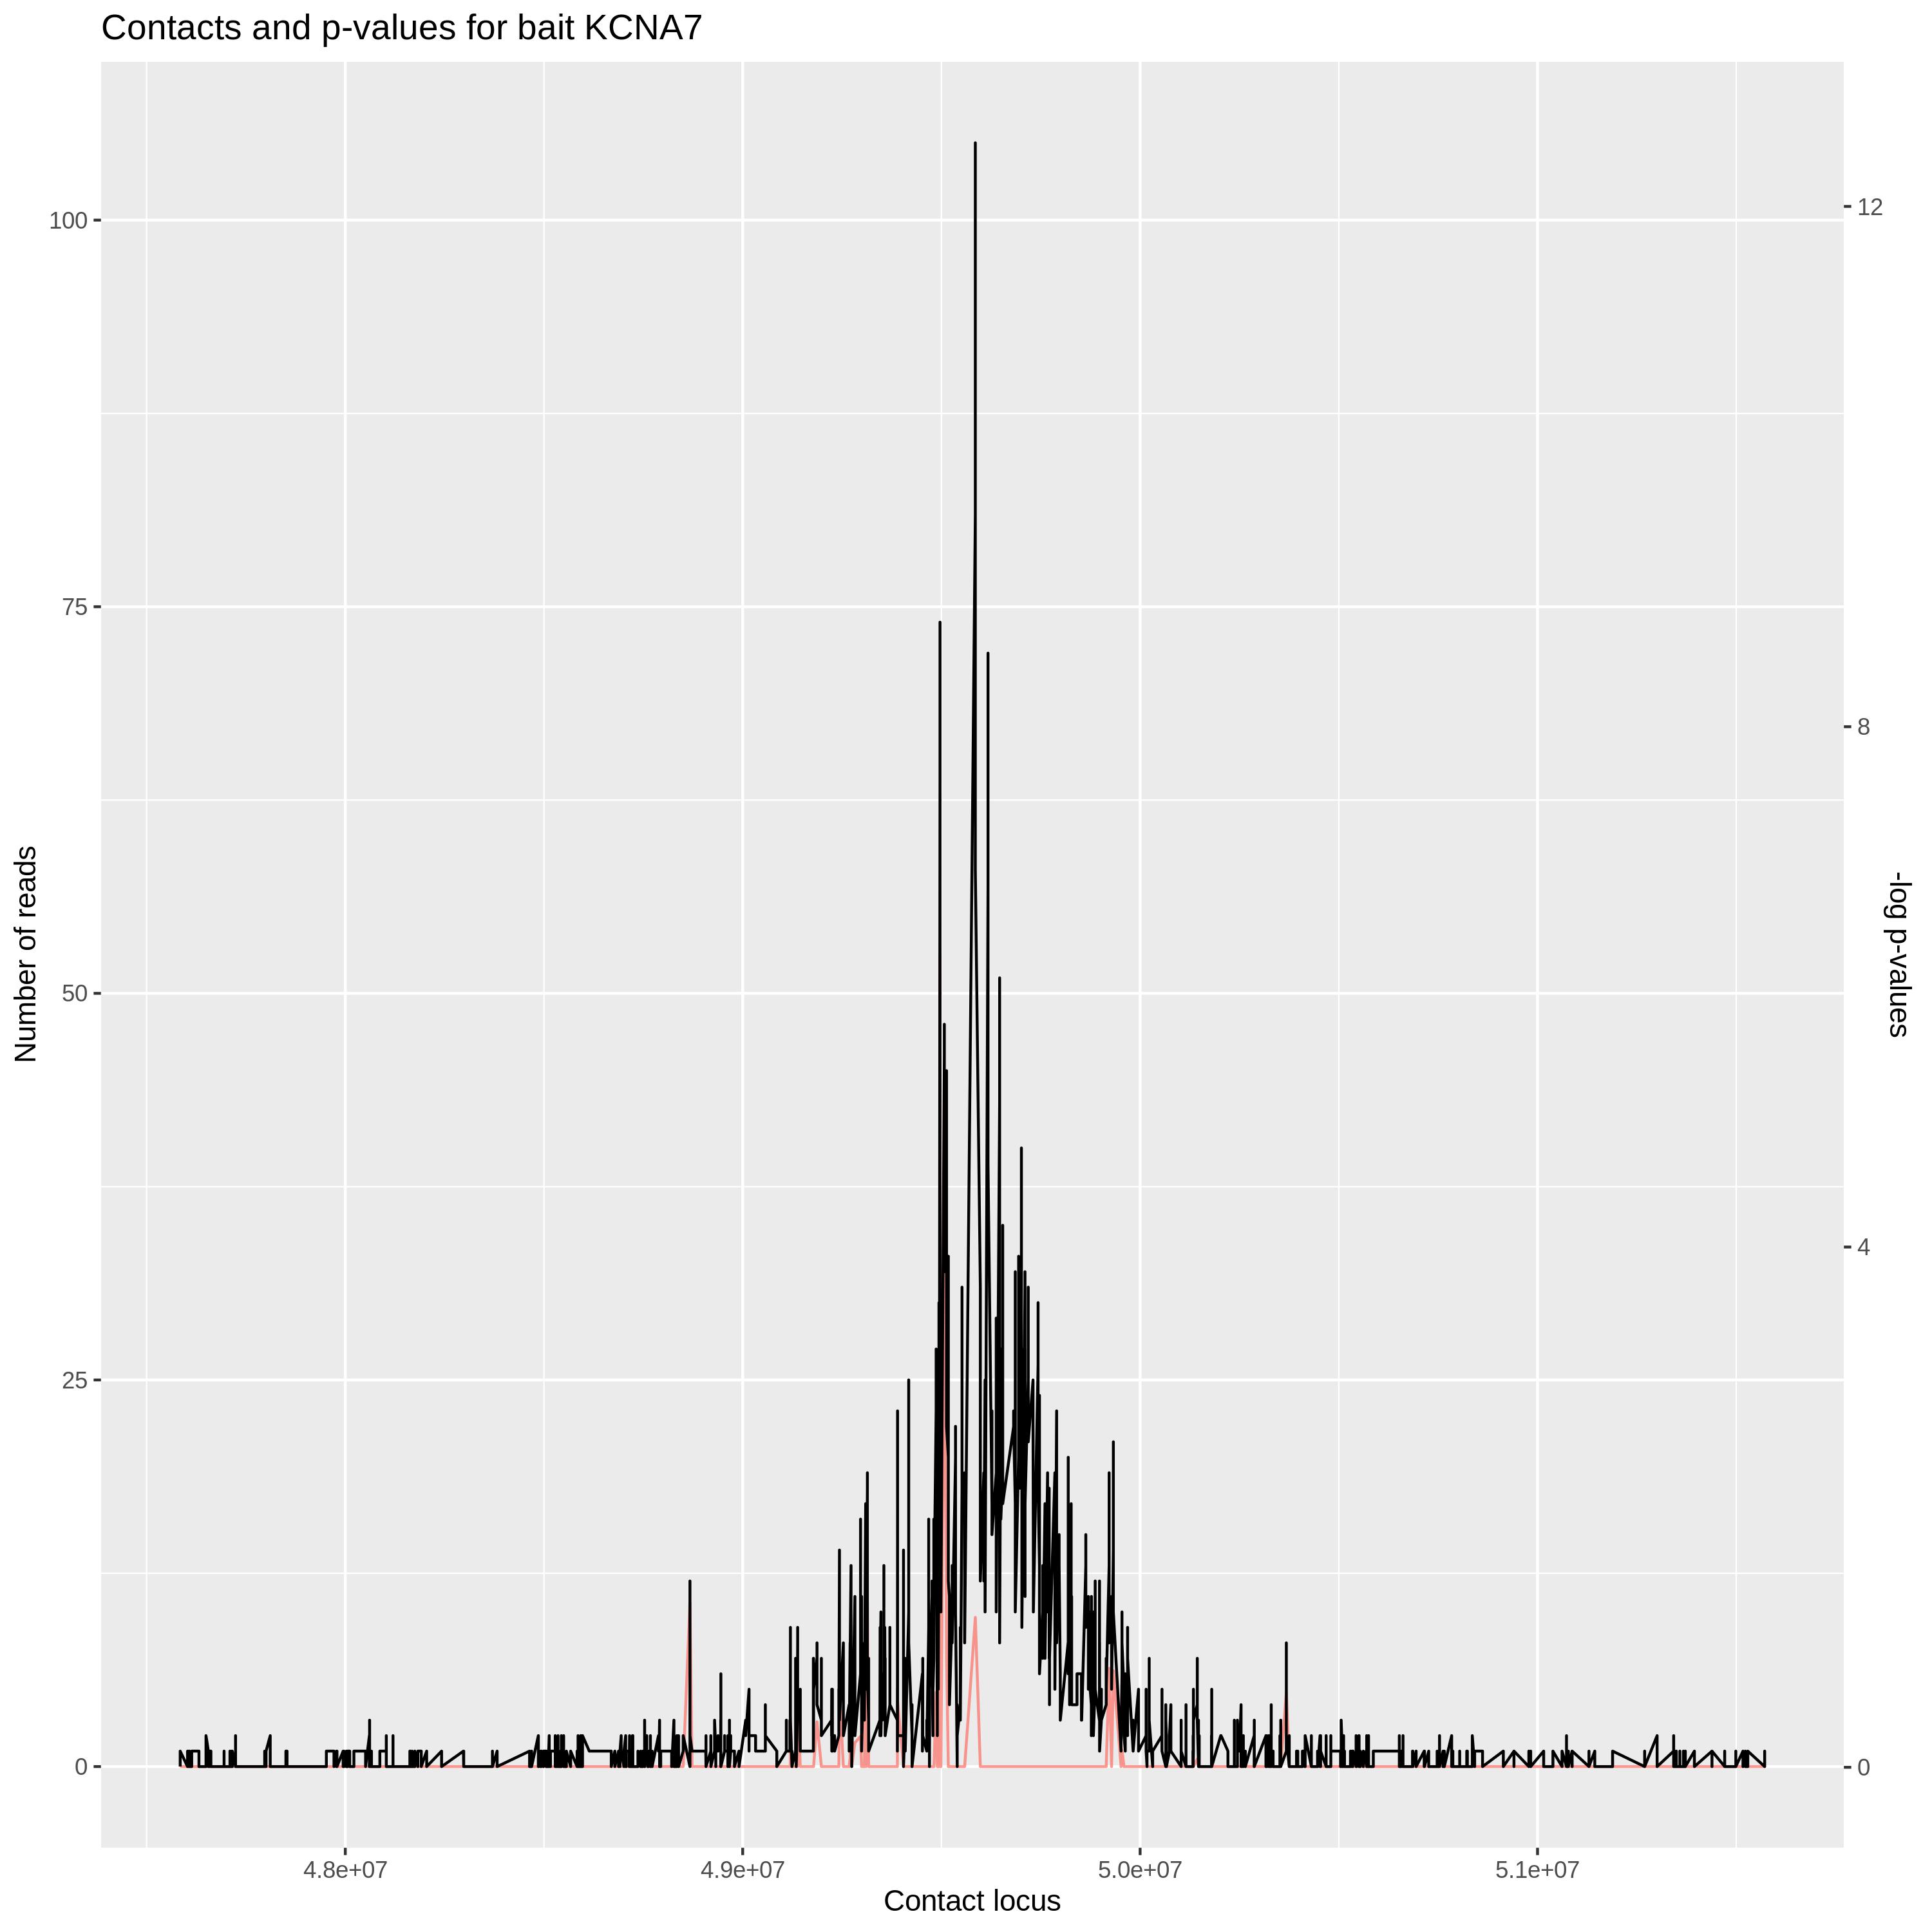 Contacts and p-values for bait KCNA7
100
75
50
25
0
12
8
4
0
Number of reads
-log p-values
4.8e+07 4.9e+07 5.0e+07 5.1e+07
Contact locus